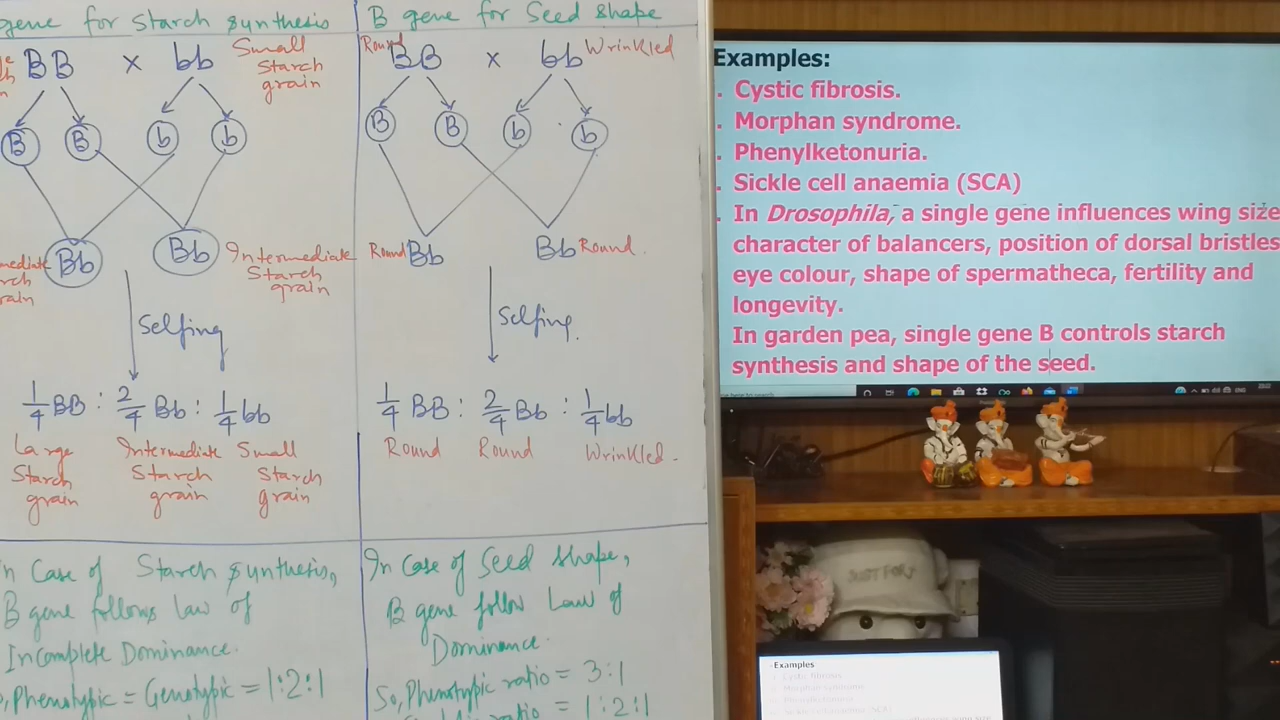 gene for Starch synthesis
BB × bb
Small
Starch
grain
B B b b
Bb Bb
Intermediate
Starch
grain
Selfing
1/4 BB : 2/4 Bb : 1/4 bb
Large Intermediate Small
Starch Starch Starch
grain grain grain
In Case of Starch synthesis,
B gene follows law of
Incomplete Dominance.
Phenotypic = Genotypic = 1:2:1
B gene for Seed shape
Round BB × bb Wrinkled
B B b b
Round Bb Bb Round.
Selfing.
1/4 BB : 2/4 Bb : 1/4 bb
Round Round Wrinkled.
In Case of Seed shape,
B gene follow Law of
Dominance.
So, Phenotypic ratio = 3:1
ratio = 1:2:1
Examples:
. Cystic fibrosis.
. Morphan syndrome.
. Phenylketonuria.
. Sickle cell anaemia (SCA)
. In Drosophila, a single gene influences wing size
character of balancers, position of dorsal bristles
eye colour, shape of spermatheca, fertility and
longevity.
In garden pea, single gene B controls starch
synthesis and shape of the seed.
JUST FOR
Examples
Cystic fibrosis
Morphan syndrome